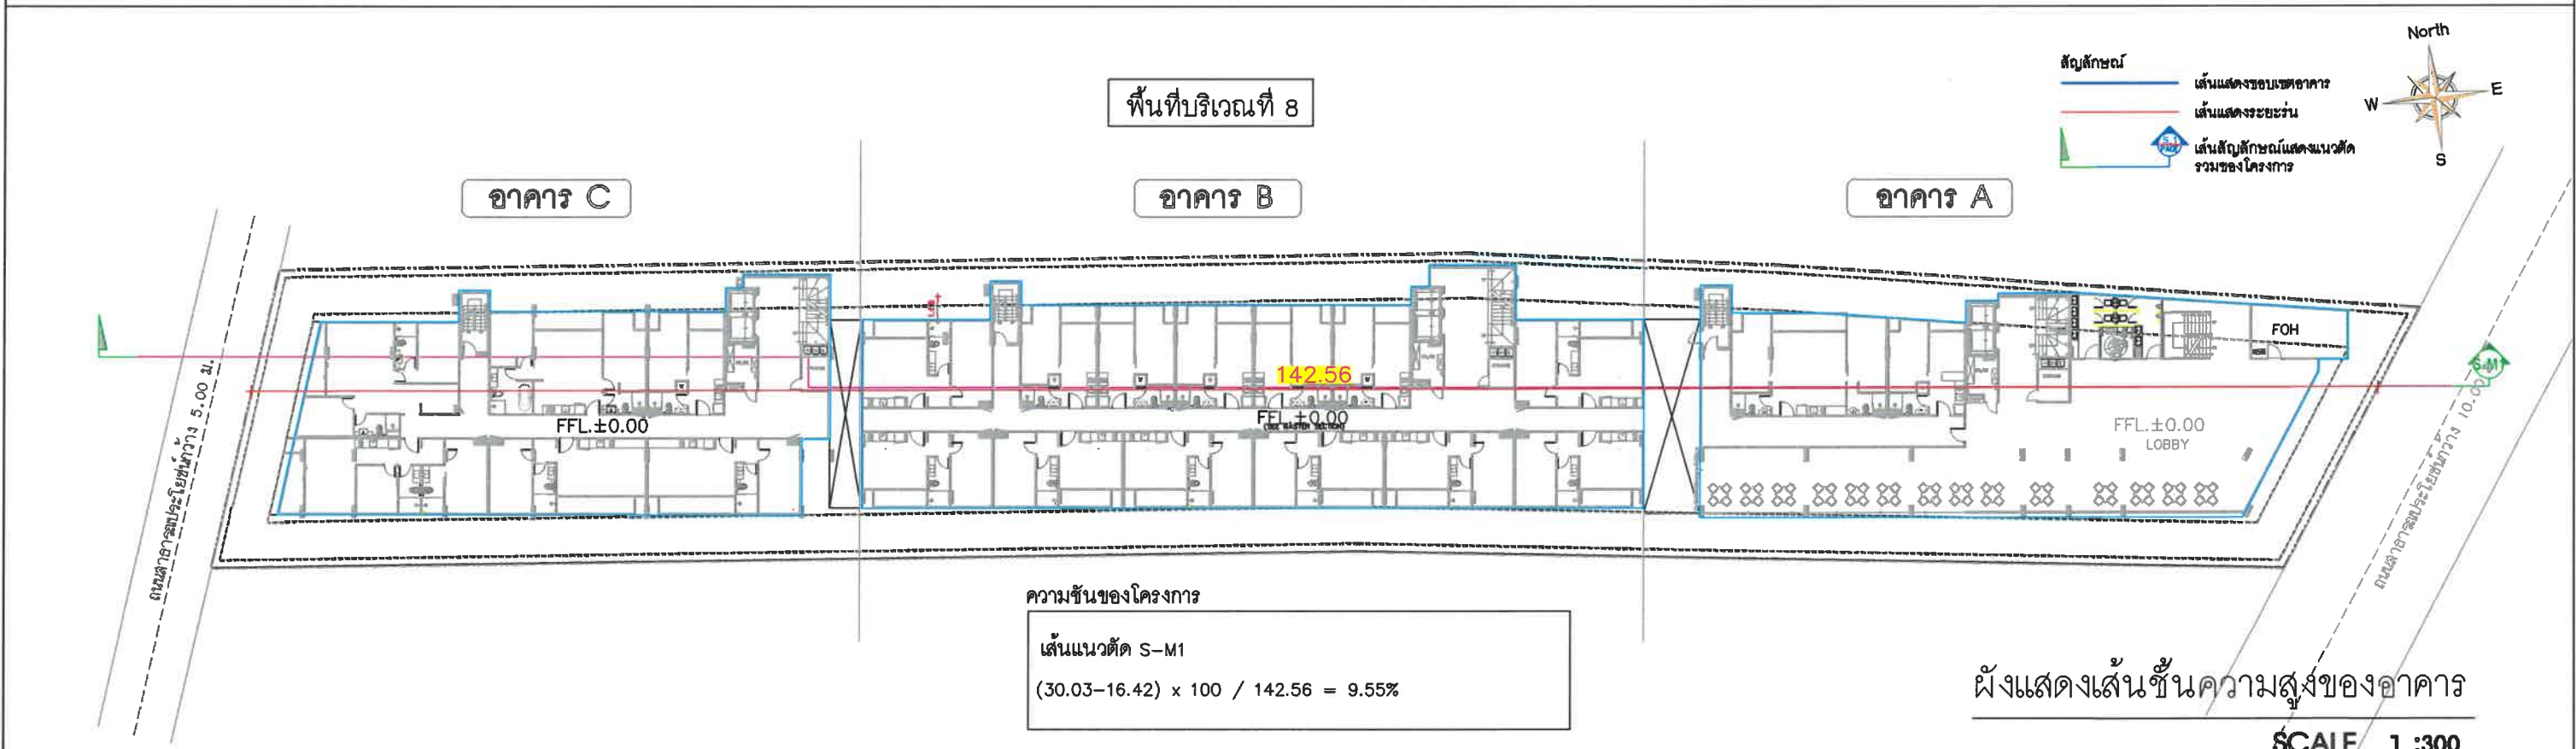 North
W
E
S
สัญลักษณ์
เส้นแสดงขอบเขตอาคาร
เส้นแสดงระยะร่น
เส้นสัญลักษณ์แสดงแนวตัด
รวมของโครงการ
พื้นที่บริเวณที่ 8
อาคาร C
อาคาร B
อาคาร A
FOH
S-M1
142.56
FFL.±0.00
FFL.±0.00
(SEE MASTER SECTION)
FFL.±0.00
LOBBY
ถนนสาธารณประโยชน์กว้าง 5.00 ม.
ถนนสาธารณประโยชน์กว้าง 10.00
ความชันของโครงการ
เส้นแนวตัด S-M1
(30.03-16.42) x 100 / 142.56 = 9.55%
ผังแสดงเส้นชั้นความสูงของอาคาร
SCALE 1 :300